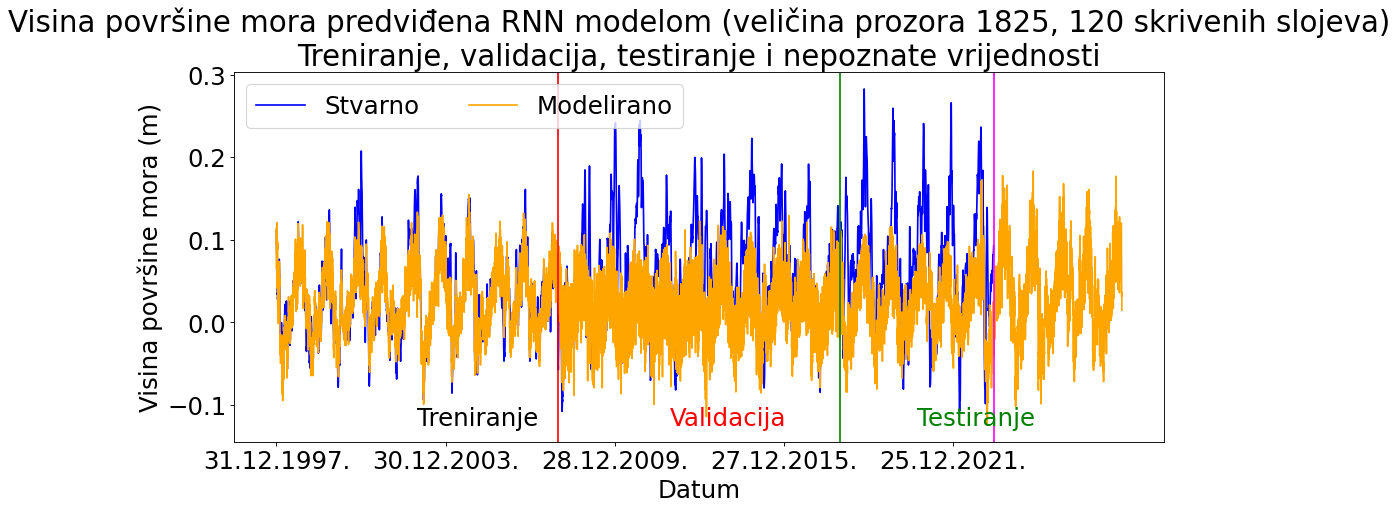 Visina površine mora predviđena RNN modelom (veličina prozora 1825, 120 skrivenih slojeva)
Treniranje, validacija, testiranje i nepoznate vrijednosti
Stvarno Modelirano
Visina površine mora (m)
0.3
0.2
0.1
0.0
−0.1
Treniranje Validacija Testiranje
31.12.1997. 30.12.2003. 28.12.2009. 27.12.2015. 25.12.2021.
Datum